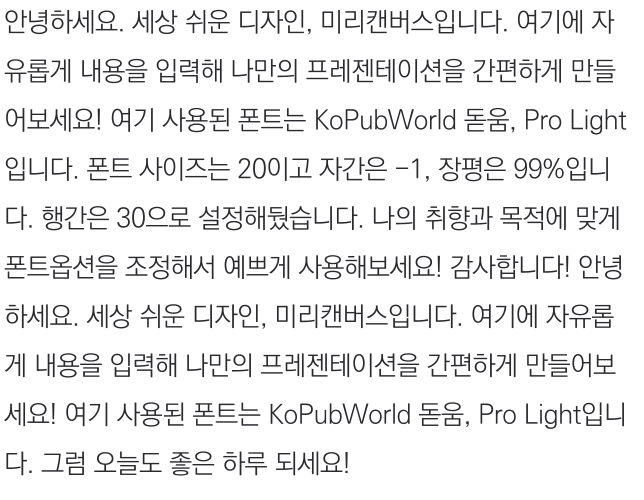 안녕하세요. 세상 쉬운 디자인, 미리캔버스입니다. 여기에 자
유롭게 내용을 입력해 나만의 프레젠테이션을 간편하게 만들
어보세요! 여기 사용된 폰트는 KoPubWorld 돋움, Pro Light
입니다. 폰트 사이즈는 20이고 자간은 -1, 장평은 99%입니
다. 행간은 30으로 설정해뒀습니다. 나의 취향과 목적에 맞게
폰트옵션을 조정해서 예쁘게 사용해보세요! 감사합니다! 안녕
하세요. 세상 쉬운 디자인, 미리캔버스입니다. 여기에 자유롭
게 내용을 입력해 나만의 프레젠테이션을 간편하게 만들어보
세요! 여기 사용된 폰트는 KoPubWorld 돋움, Pro Light입니
다. 그럼 오늘도 좋은 하루 되세요!